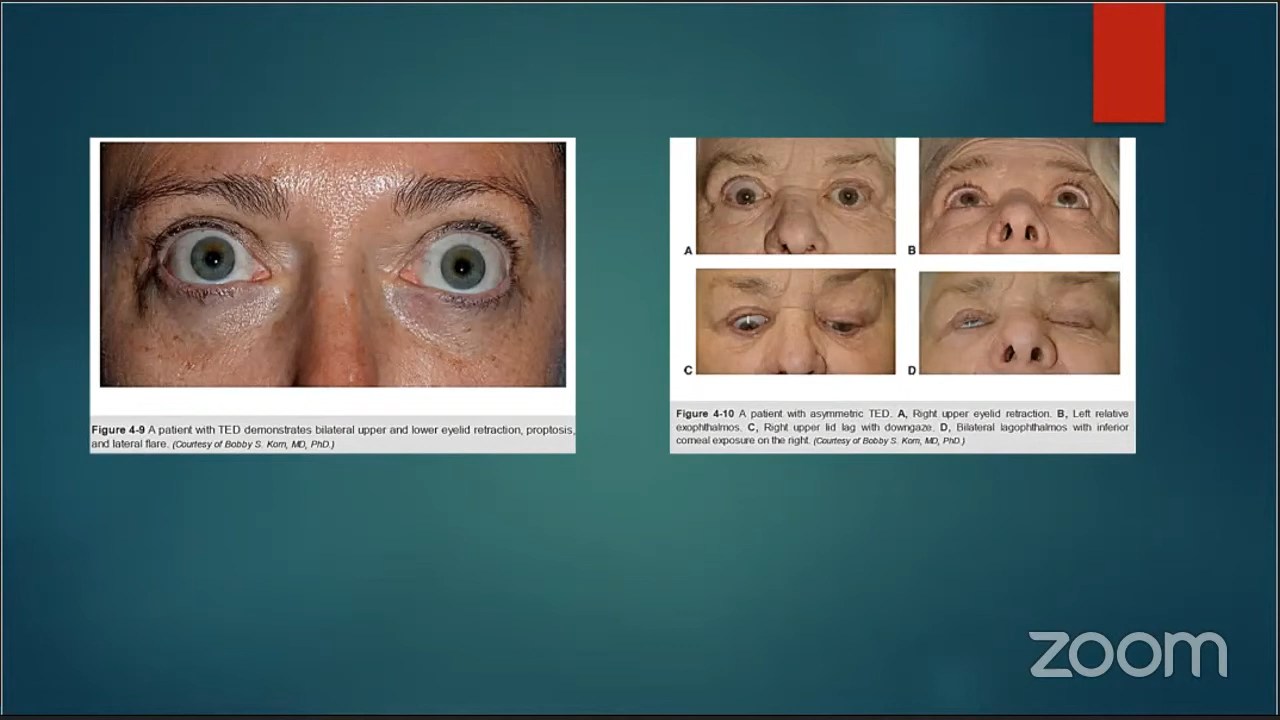 Figure 4-9 A patient with TED demonstrates bilateral upper and lower eyelid retraction, proptosis,
and lateral flare. (Courtesy of Bobby S. Korn, MD, PhD.)
A
B
C
D
Figure 4-10 A patient with asymmetric TED. A, Right upper eyelid retraction. B, Left relative
exophthalmos. C, Right upper lid lag with downgaze. D, Bilateral lagophthalmos with inferior
corneal exposure on the right. (Courtesy of Bobby S. Korn, MD, PhD.)
zoom